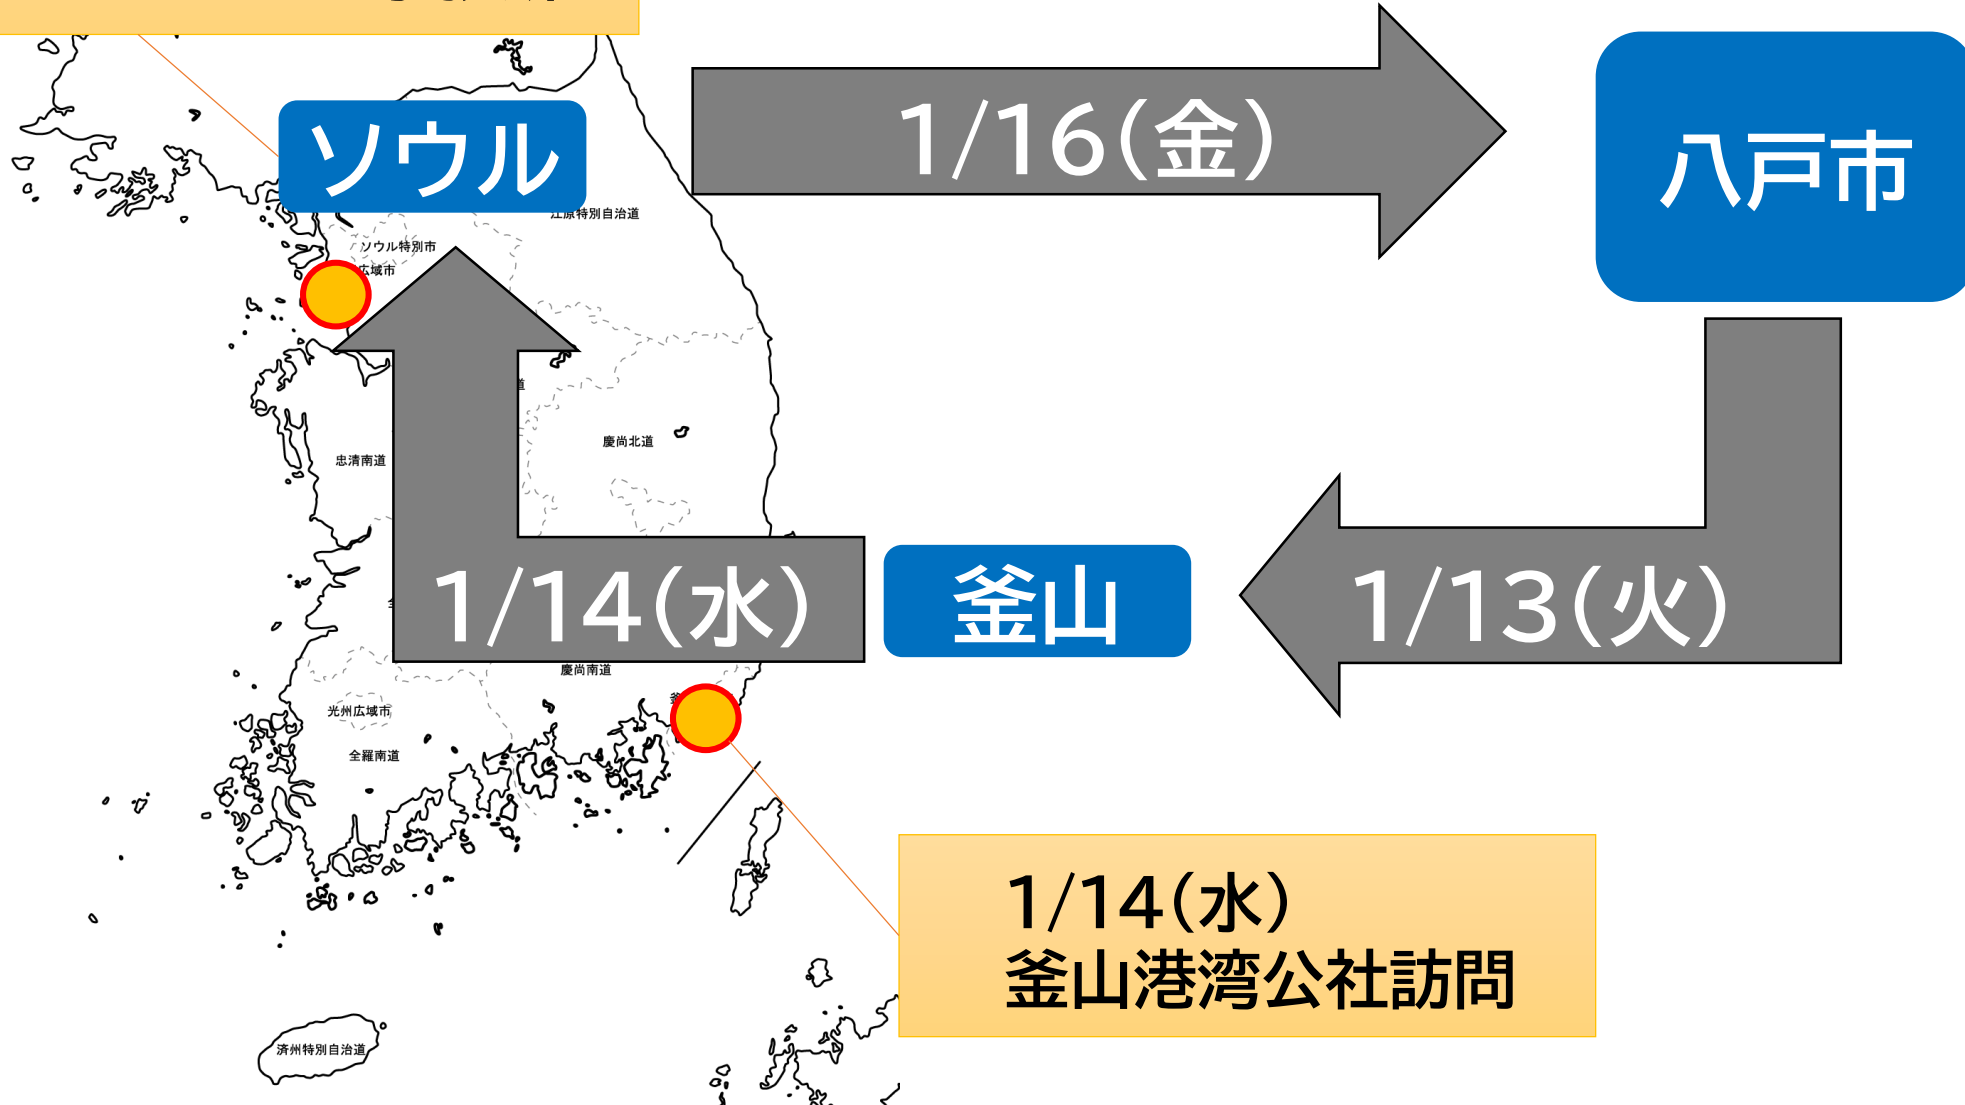 ソウル
1/16(金)
八戸市
江原特別自治道
ソウル特別市
広域市
道
慶尚北道
忠清南道
1/14(水)
釜山
1/13(火)
慶尚南道
光州広域市
全羅南道
1/14(水)
釜山港湾公社訪問
済州特別自治道